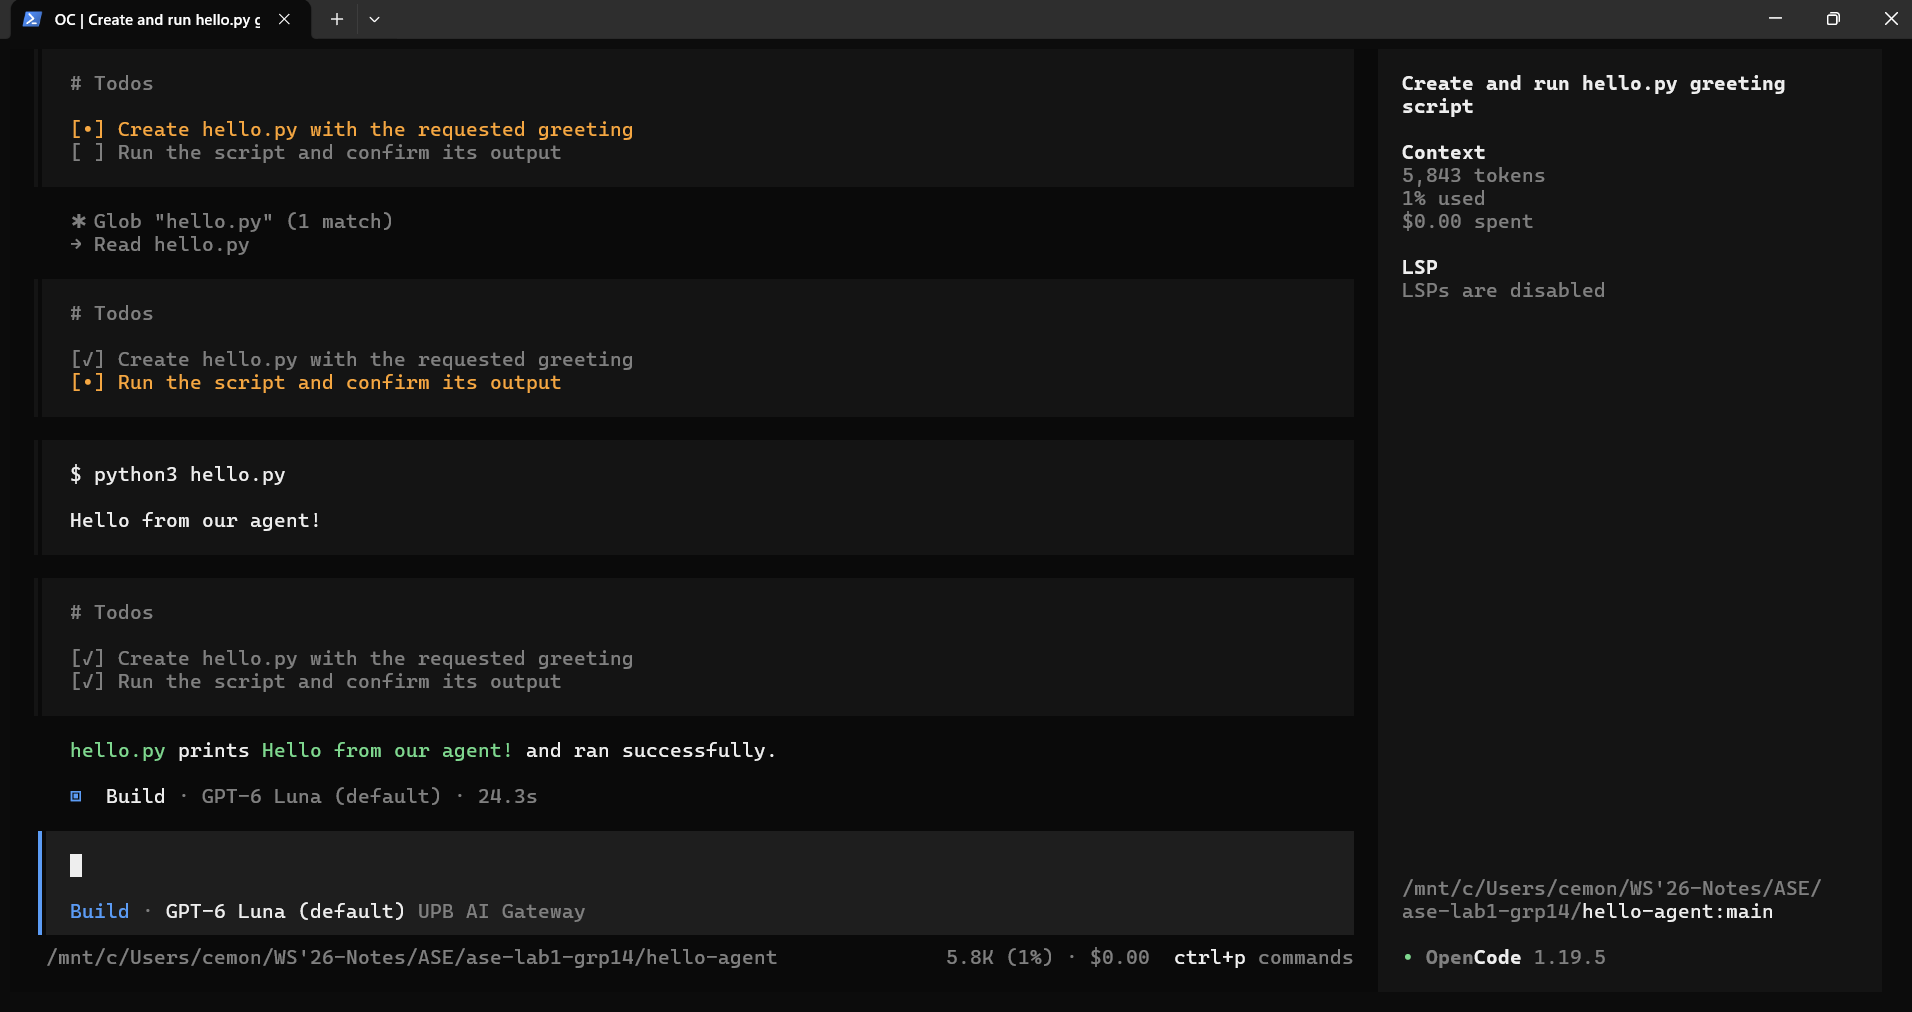 OC | Create and run hello.py g
# Todos
[•] Create hello.py with the requested greeting
[ ] Run the script and confirm its output
✱ Glob "hello.py" (1 match)
→ Read hello.py
# Todos
[✓] Create hello.py with the requested greeting
[•] Run the script and confirm its output
$ python3 hello.py
Hello from our agent!
# Todos
[✓] Create hello.py with the requested greeting
[✓] Run the script and confirm its output
hello.py prints Hello from our agent! and ran successfully.
▣ Build · GPT-6 Luna (default) · 24.3s
Build · GPT-6 Luna (default) UPB AI Gateway
/mnt/c/Users/cemon/WS'26-Notes/ASE/ase-lab1-grp14/hello-agent 5.8K (1%) · $0.00 ctrl+p commands
Create and run hello.py greeting
script
Context
5,843 tokens
1% used
$0.00 spent
LSP
LSPs are disabled
/mnt/c/Users/cemon/WS'26-Notes/ASE/
ase-lab1-grp14/hello-agent:main
• OpenCode 1.19.5